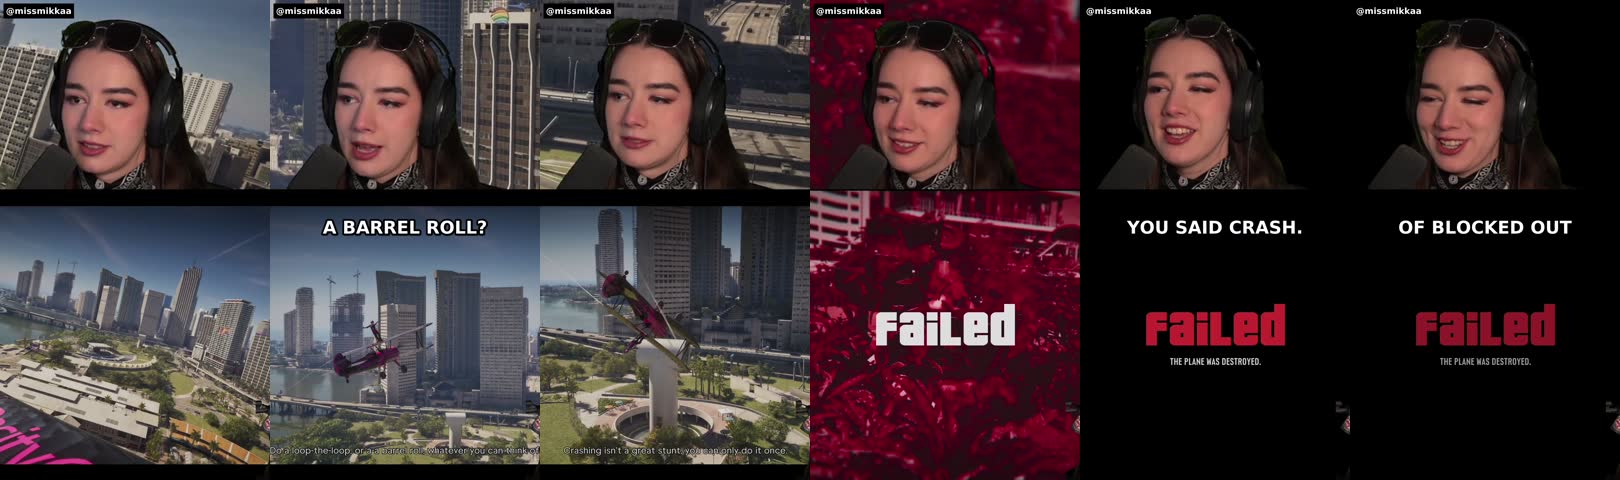 @missmikkaa
@missmikkaa
@missmikkaa
@missmikkaa
@missmikkaa
@missmikkaa
A BARREL ROLL?
Do a loop-the-loop, or a-a barrel roll, whatever you can think of
Crashing isn't a great stunt, you can only do it once.
FAILED
YOU SAID CRASH.
FAILED
THE PLANE WAS DESTROYED.
OF BLOCKED OUT
FAILED
THE PLANE WAS DESTROYED.